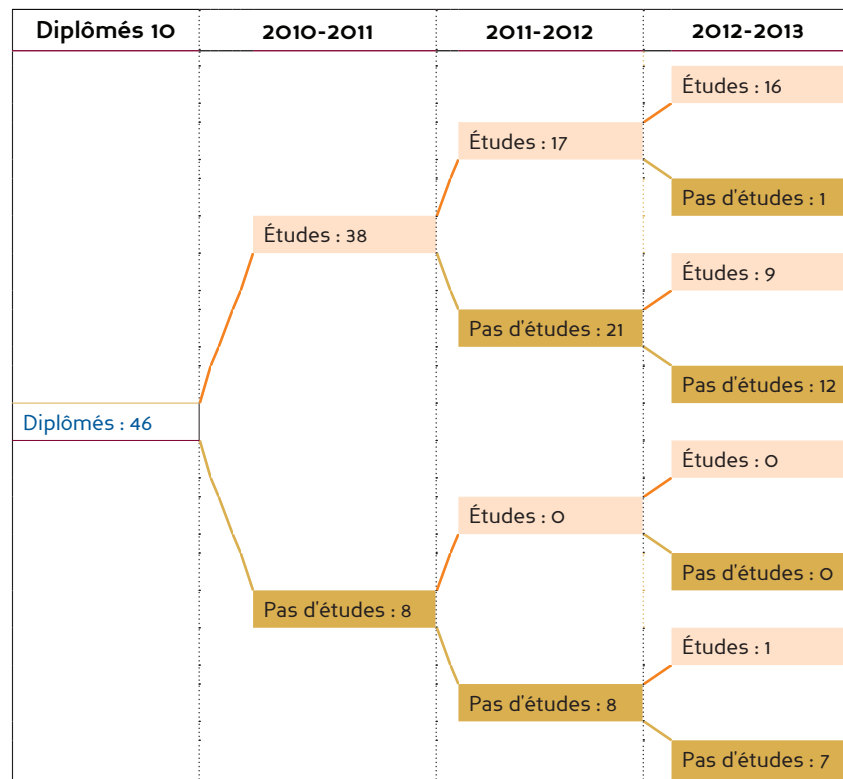 Diplômés 10 2010-2011 2011-2012 2012-2013
Études : 16
Études : 17
Pas d'études : 1
Études : 38
Études : 9
Pas d'études : 21
Pas d'études : 12
Diplômés : 46
Études : 0
Études : 0
Pas d'études : 0
Pas d'études : 8
Études : 1
Pas d'études : 8
Pas d'études : 7